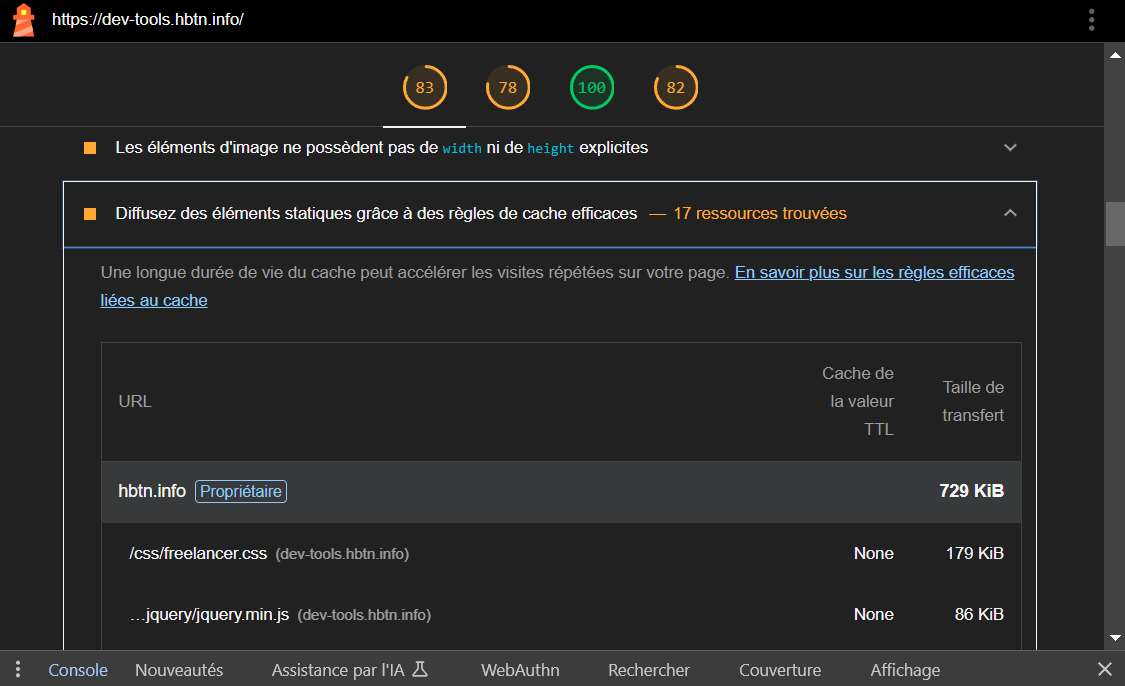 https://dev-tools.hbtn.info/
83 78 100 82
Les éléments d'image ne possèdent pas de width ni de height explicites
Diffusez des éléments statiques grâce à des règles de cache efficaces — 17 ressources trouvées
Une longue durée de vie du cache peut accélérer les visites répétées sur votre page. En savoir plus sur les règles efficaces
liées au cache
URL
Cache de
la valeur
TTL
Taille de
transfert
hbtn.info Propriétaire 729 KiB
/css/freelancer.css (dev-tools.hbtn.info) None 179 KiB
…jquery/jquery.min.js (dev-tools.hbtn.info) None 86 KiB
Console Nouveautés Assistance par l'IA WebAuthn Rechercher Couverture Affichage